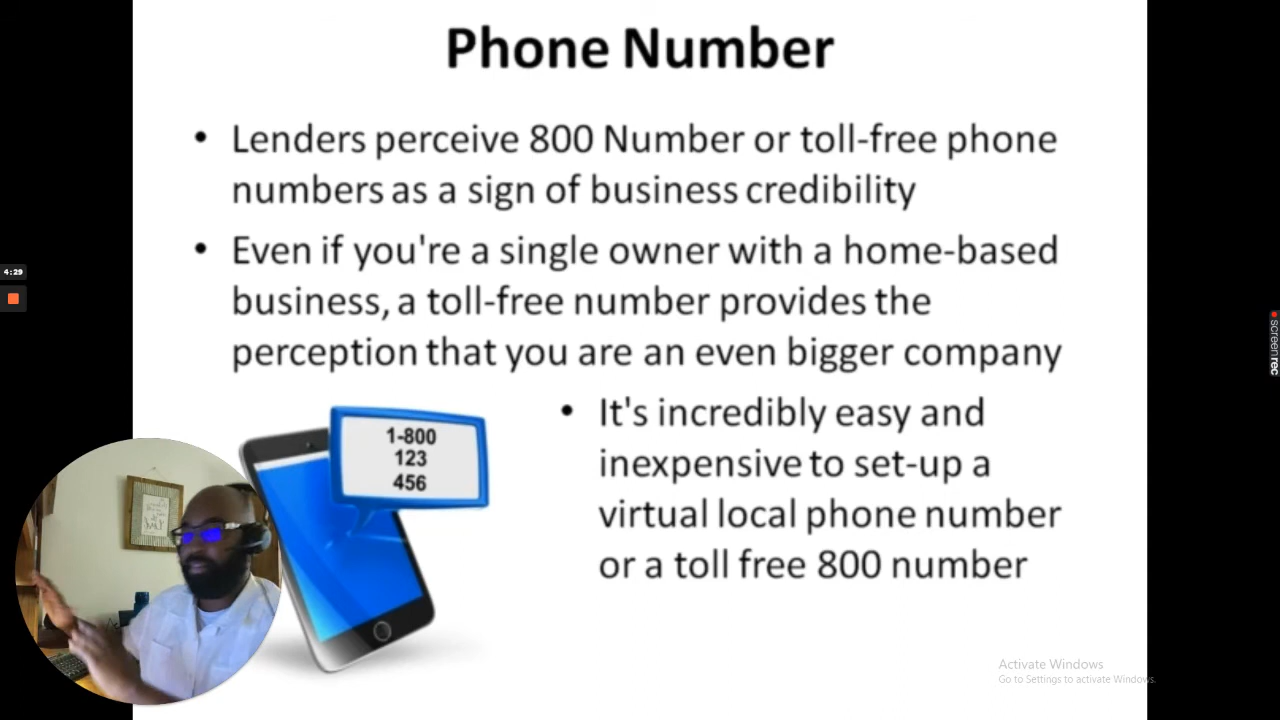 Phone Number
• Lenders perceive 800 Number or toll-free phone
numbers as a sign of business credibility
• Even if you're a single owner with a home-based
business, a toll-free number provides the
perception that you are an even bigger company
• It's incredibly easy and
inexpensive to set-up a
virtual local phone number
or a toll free 800 number
1-800
123
456
4:29
screenrec
Activate Windows
Go to Settings to activate Windows.